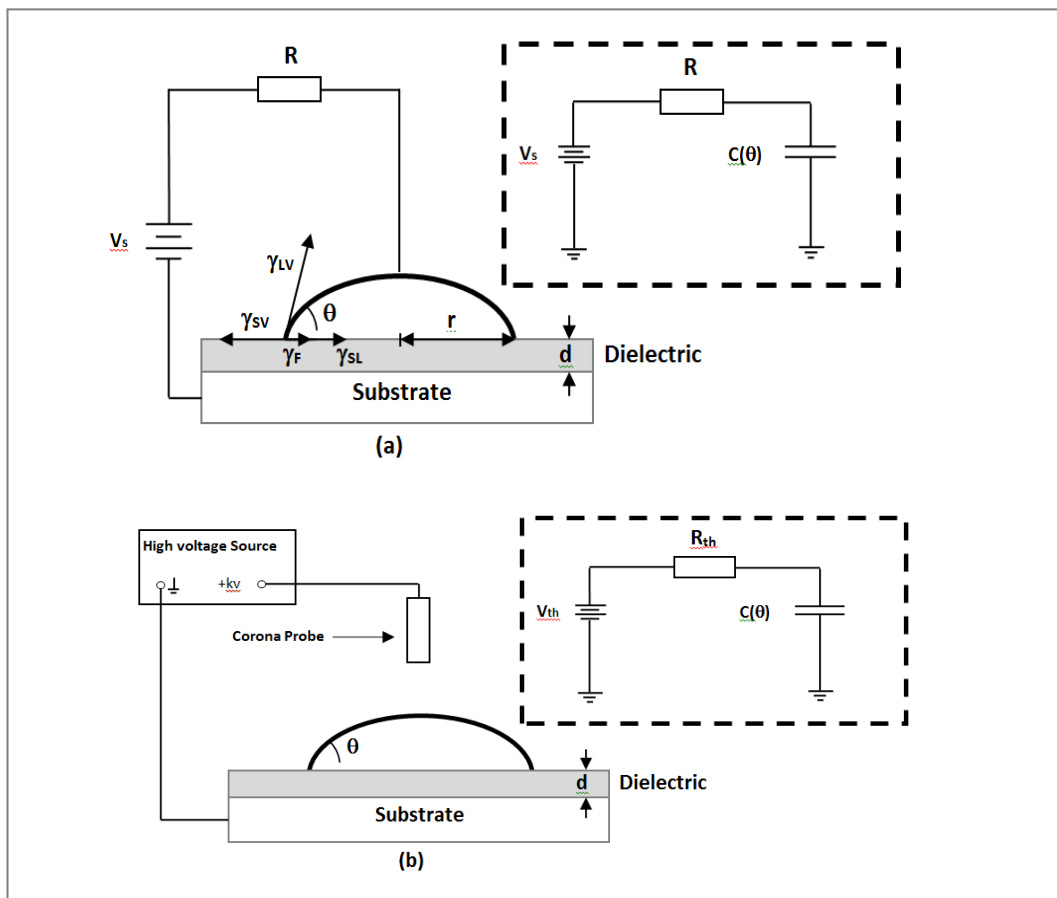 R
R
Vs
C(θ)
Vs
γLV
θ
γSV
r
γF
γSL
d
Dielectric
Substrate
(a)
High voltage Source
+kv
Corona Probe
Rth
Vth
C(θ)
θ
d
Dielectric
Substrate
(b)